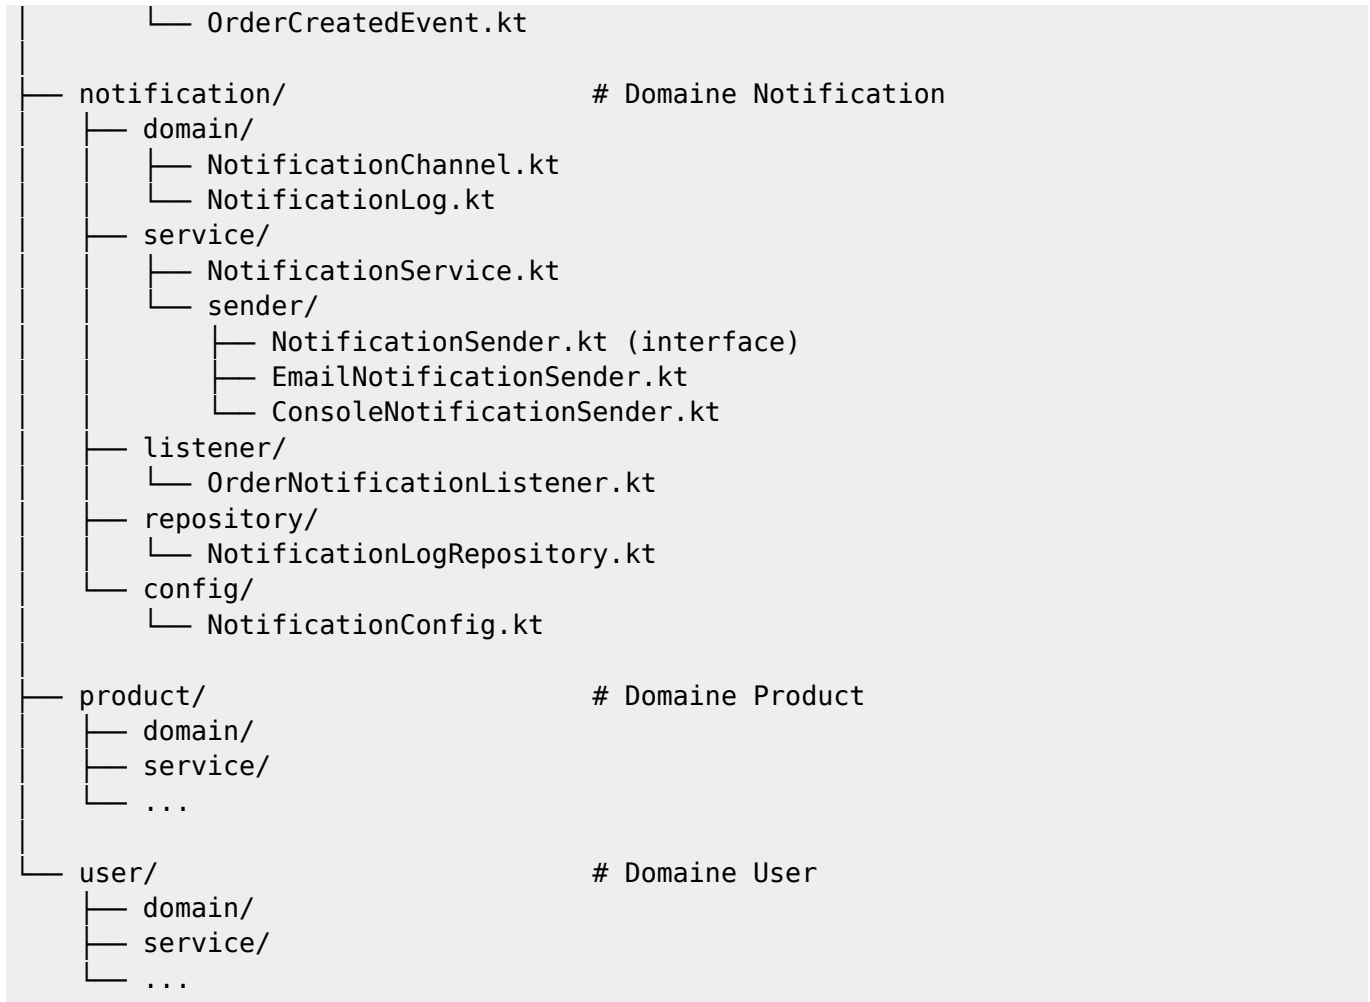 │       └── OrderCreatedEvent.kt
│
├── notification/                   # Domaine Notification
│   ├── domain/
│   │   ├── NotificationChannel.kt
│   │   └── NotificationLog.kt
│   ├── service/
│   │   ├── NotificationService.kt
│   │   └── sender/
│   │       ├── NotificationSender.kt (interface)
│   │       ├── EmailNotificationSender.kt
│   │       └── ConsoleNotificationSender.kt
│   ├── listener/
│   │   └── OrderNotificationListener.kt
│   ├── repository/
│   │   └── NotificationLogRepository.kt
│   └── config/
│       └── NotificationConfig.kt
│
├── product/                        # Domaine Product
│   ├── domain/
│   ├── service/
│   └── ...
│
└── user/                           # Domaine User
    ├── domain/
    ├── service/
    └── ...